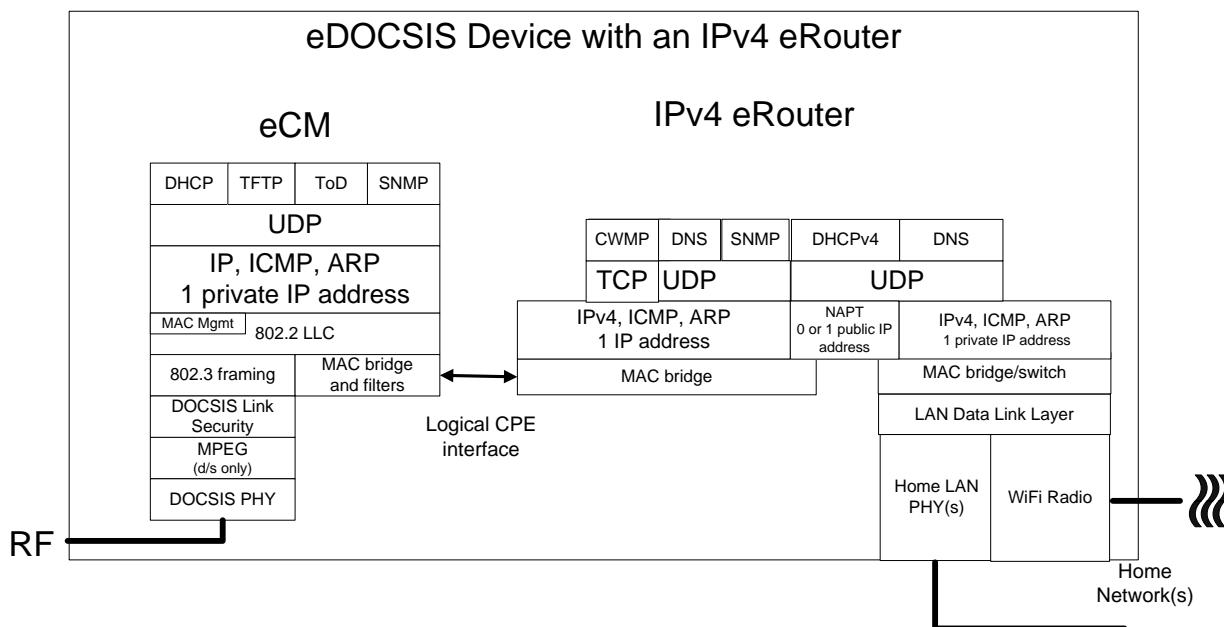 eDOCSIS Device with an IPv4 eRouter
eCM
IPv4 eRouter
DHCP
TFTP
ToD
SNMP
UDP
IP, ICMP, ARP
1 private IP address
MAC Mgmt
802.2 LLC
802.3 framing
MAC bridge
and filters
DOCSIS Link
Security
MPEG
(d/s only)
DOCSIS PHY
RF
Logical CPE
interface
CWMP
DNS
SNMP
DHCPv4
DNS
TCP
UDP
UDP
IPv4, ICMP, ARP
1 IP address
NAPT
0 or 1 public IP
address
IPv4, ICMP, ARP
1 private IP address
MAC bridge
MAC bridge/switch
LAN Data Link Layer
Home LAN
PHY(s)
WiFi Radio
Home
Network(s)